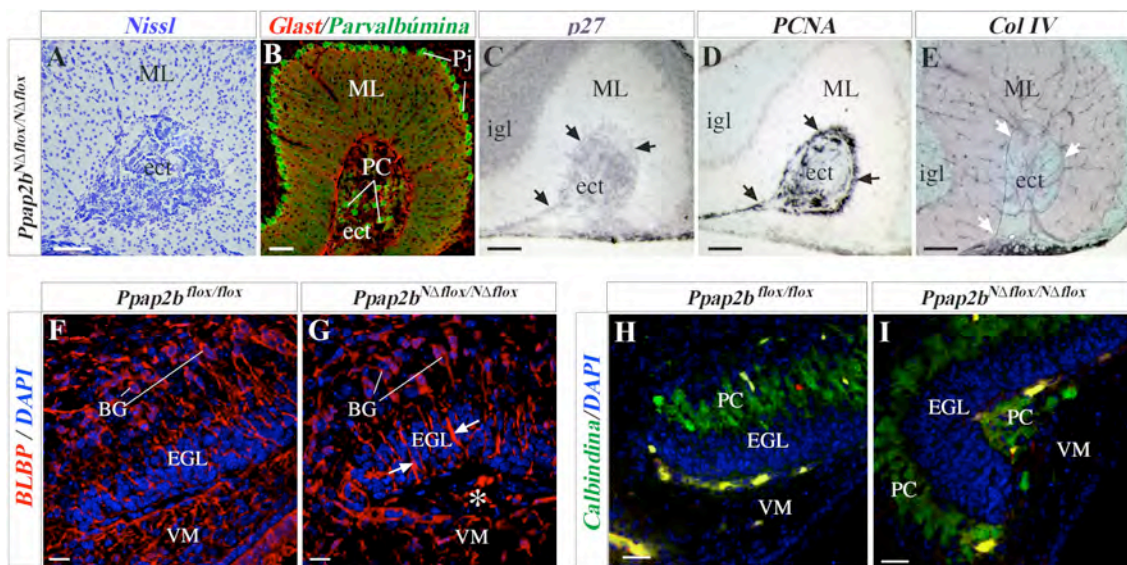 Nissl
Glast/Parvalbúmina
p27
PCNA
Col IV
Ppap2b NΔflox/NΔflox
A
ML
ect
B
Pj
ML
PC
ect
C
ML
igl
ect
D
ML
igl
ect
E
ML
igl
ect
igl
Ppap2b flox/flox
Ppap2b NΔflox/NΔflox
Ppap2b flox/flox
Ppap2b NΔflox/NΔflox
BLBP / DAPI
F
BG
EGL
VM
G
BG
EGL
*
VM
Calbindina/DAPI
H
PC
EGL
VM
I
EGL
PC
VM
PC